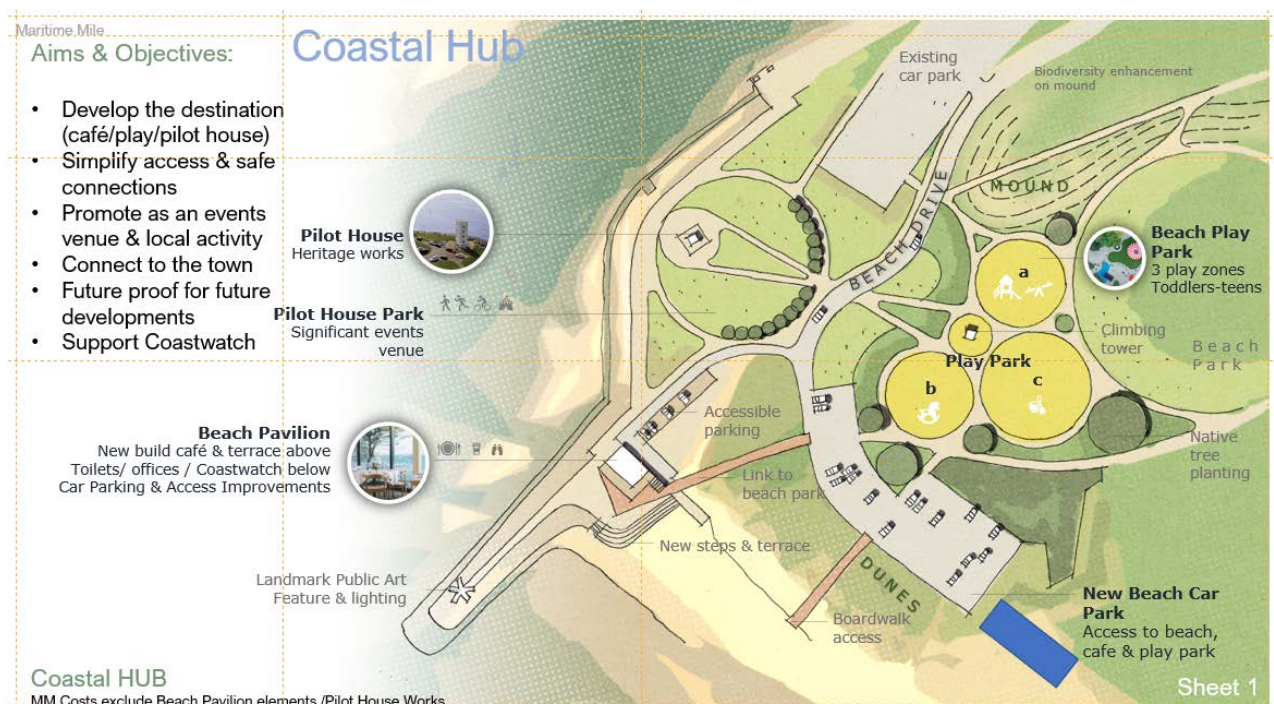 Maritime Mile
Aims & Objectives:
Coastal Hub
• Develop the destination
(café/play/pilot house)
• Simplify access & safe
connections
• Promote as an events
venue & local activity
• Connect to the town
• Future proof for future
developments
• Support Coastwatch
Existing
car park
Biodiversity enhancement
on mound
MOUND
BEACH DRIVE
Pilot House
Heritage works
Pilot House Park
Significant events
venue
Beach Play
Park
3 play zones
Toddlers-teens
a
Climbing
tower
Play Park
b
c
Beach
Park
Beach Pavilion
New build café & terrace above
Toilets/ offices / Coastwatch below
Car Parking & Access Improvements
Accessible
parking
Link to
beach park
Native
tree
planting
New steps & terrace
Landmark Public Art
Feature & lighting
DUNES
Boardwalk
access
New Beach Car
Park
Access to beach,
cafe & play park
Coastal HUB
MM Costs exclude Beach Pavilion elements /Pilot House Works
Sheet 1